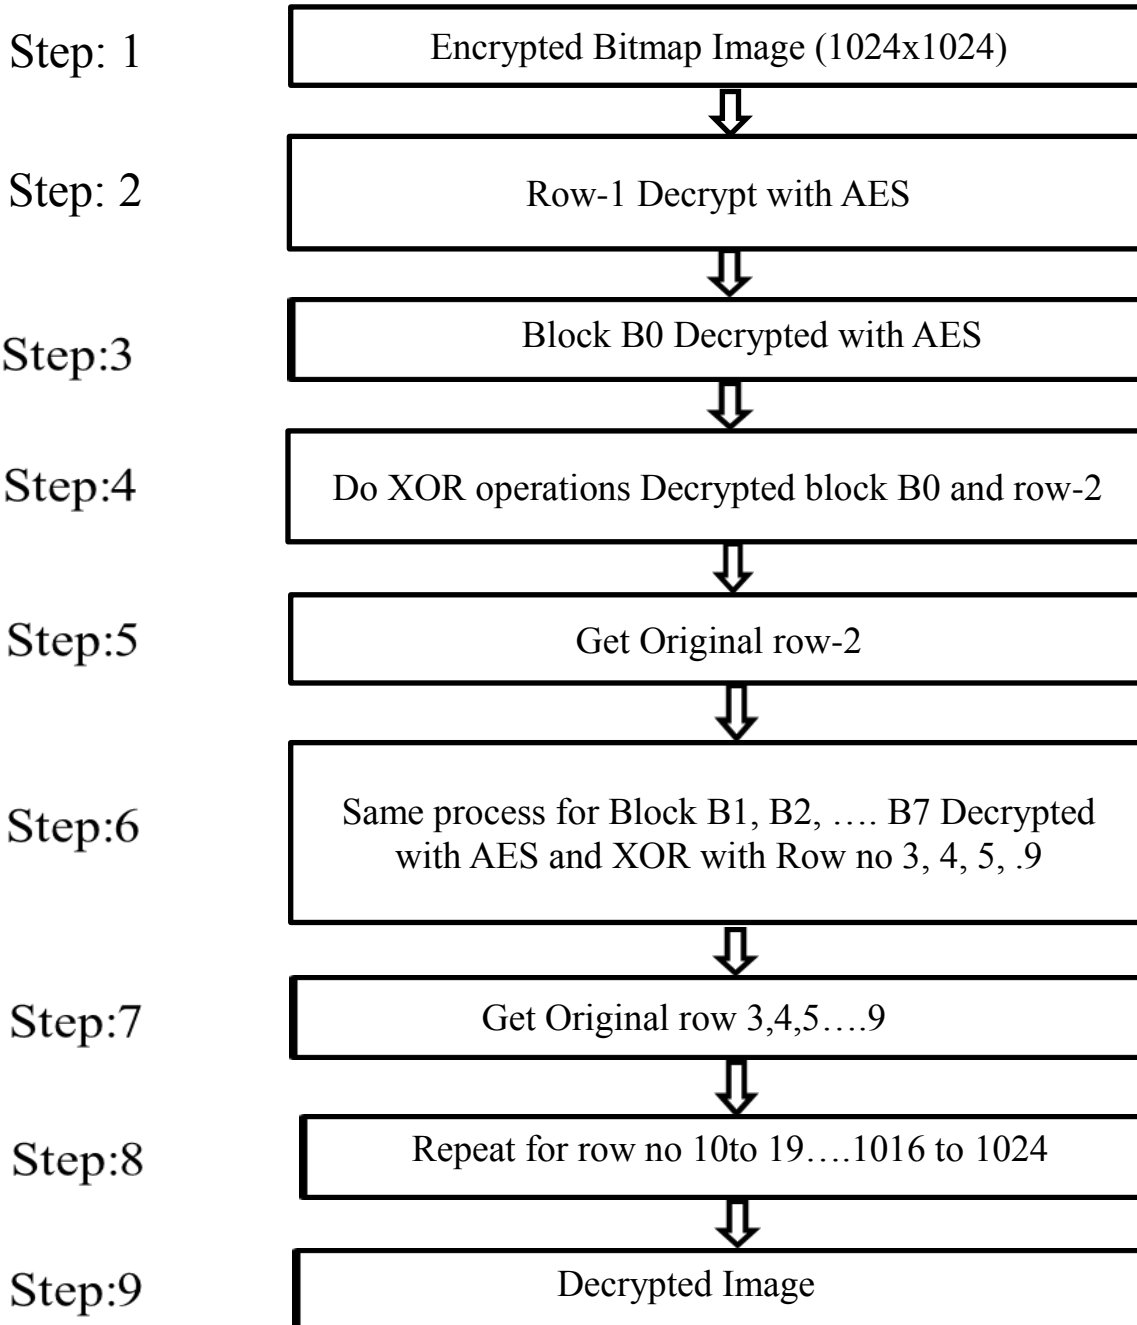 Step: 1
Encrypted Bitmap Image (1024x1024)
Step: 2
Row-1 Decrypt with AES
Step:3
Block B0 Decrypted with AES
Step:4
Do XOR operations Decrypted block B0 and row-2
Step:5
Get Original row-2
Step:6
Same process for Block B1, B2, …. B7 Decrypted
with AES and XOR with Row no 3, 4, 5, .9
Step:7
Get Original row 3,4,5….9
Step:8
Repeat for row no 10to 19….1016 to 1024
Step:9
Decrypted Image